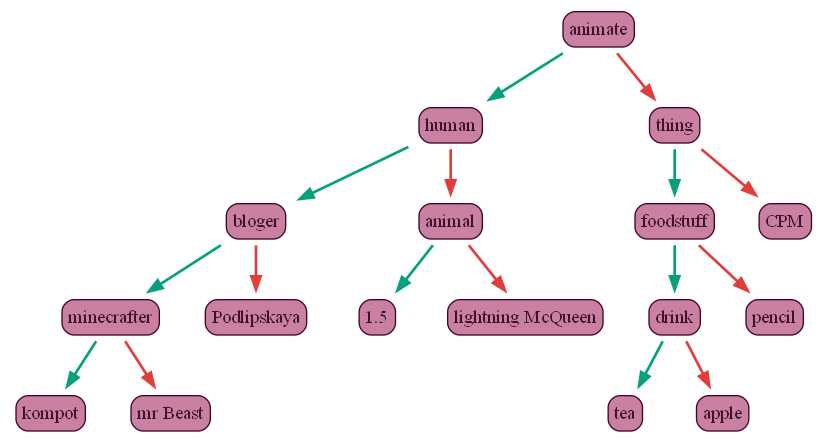 animate
human
thing
bloger
animal
foodstuff
CPM
minecrafter
Podlipskaya
1.5
lightning McQueen
drink
pencil
kompot
mr Beast
tea
apple